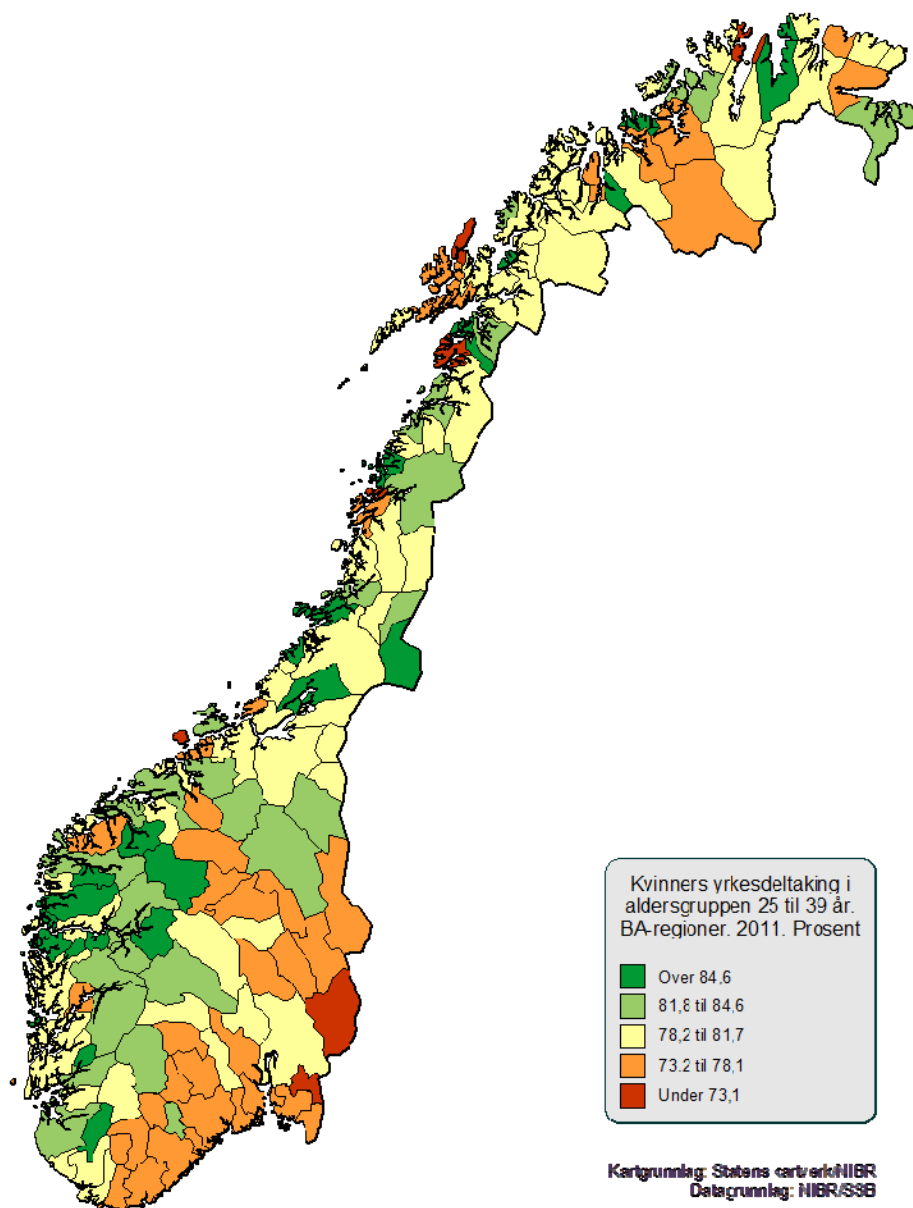 Kvinners yrkesdeltaking i
aldersgruppen 25 til 39 år.
BA-regioner. 2011. Prosent
Over 84,6
81,8 til 84,6
78,2 til 81,7
73.2 til 78,1
Under 73,1
Kartgrunnlag: Statens kartverk/NIBR
Datagrunnlag: NIBR/SSB